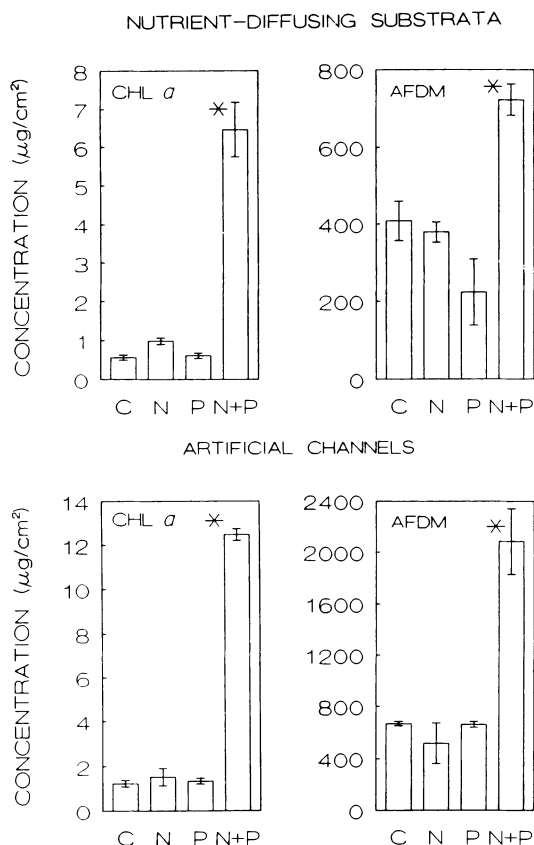 NUTRIENT-DIFFUSING SUBSTRATA
CONCENTRATION (μg/cm²)
8
7
6
5
4
3
2
1
0
CHL a
*
C N P N+P
800
600
400
200
0
AFDM
*
C N P N+P
ARTIFICIAL CHANNELS
CONCENTRATION (μg/cm²)
14
12
10
8
6
4
2
0
CHL a
*
C N P N+P
2400
2000
1600
1200
800
400
0
AFDM
*
C N P N+P